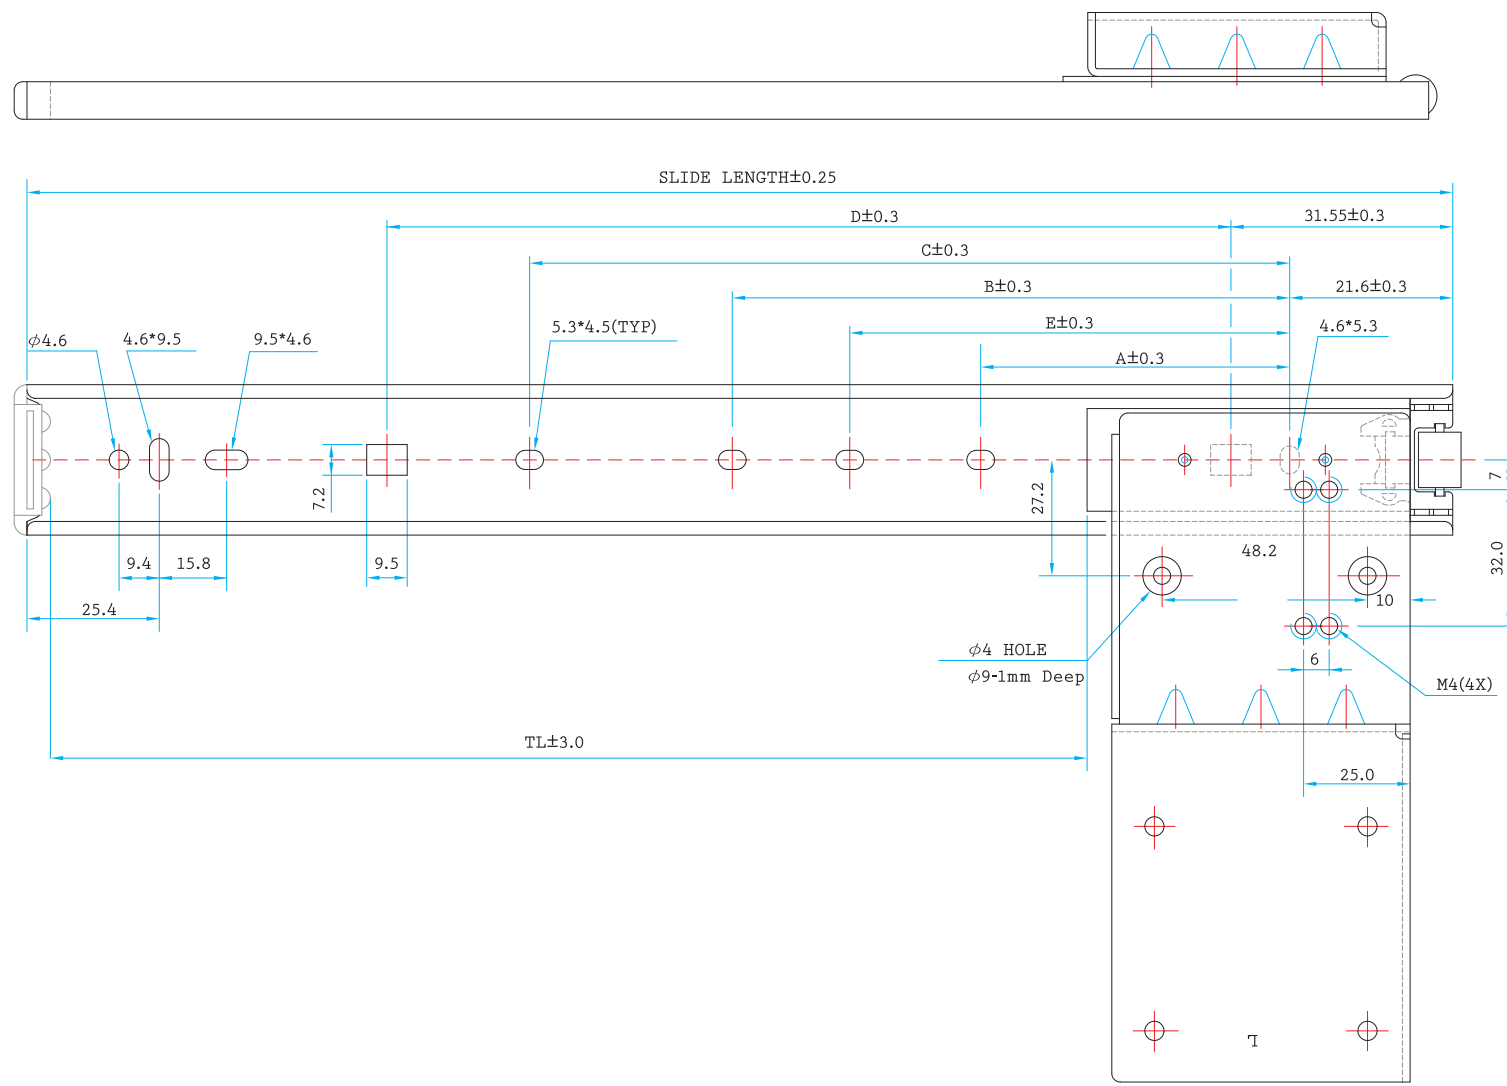 SLIDE LENGTH±0.25
D±0.3
31.55±0.3
C±0.3
B±0.3
21.6±0.3
E±0.3
5.3*4.5(TYP)
4.6*5.3
φ4.6
4.6*9.5
9.5*4.6
A±0.3
7.2
27.2
7
48.2
32.0
9.4
15.8
9.5
10
25.4
φ4 HOLE
φ9-1mm Deep
6
M4(4X)
TL±3.0
25.0
L